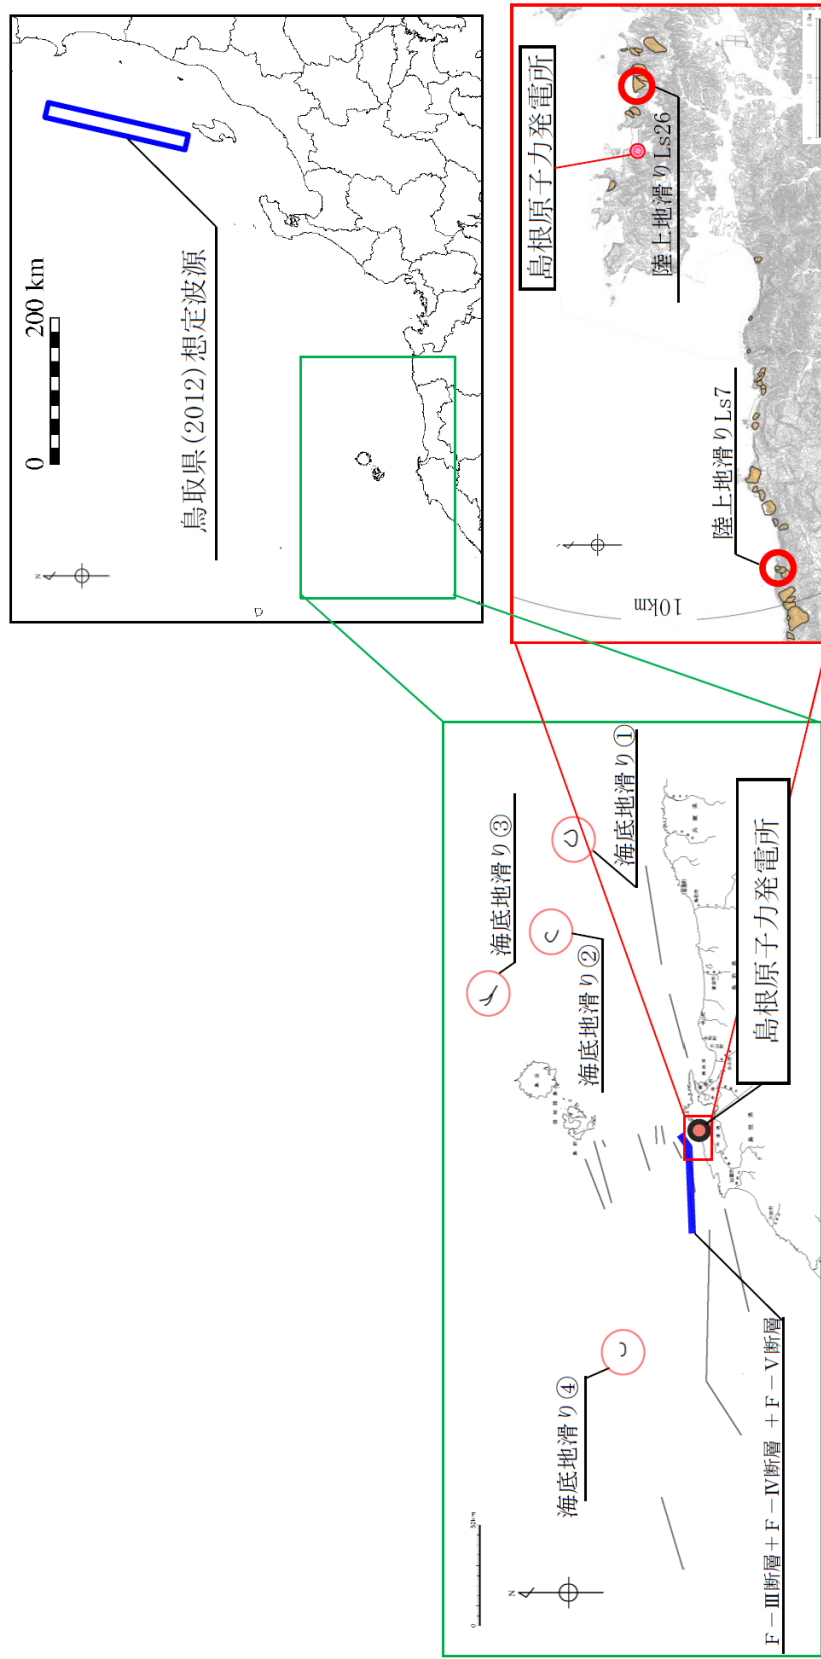 N
0　200 km
鳥取県(2012)想定波源
島根原子力発電所
陸上地滑りLs26
陸上地滑りLs7
10km
海底地滑り③
海底地滑り①
海底地滑り②
海底地滑り④
島根原子力発電所
F－Ⅲ断層＋F－Ⅳ断層 ＋F－Ⅴ断層
N
0　50km